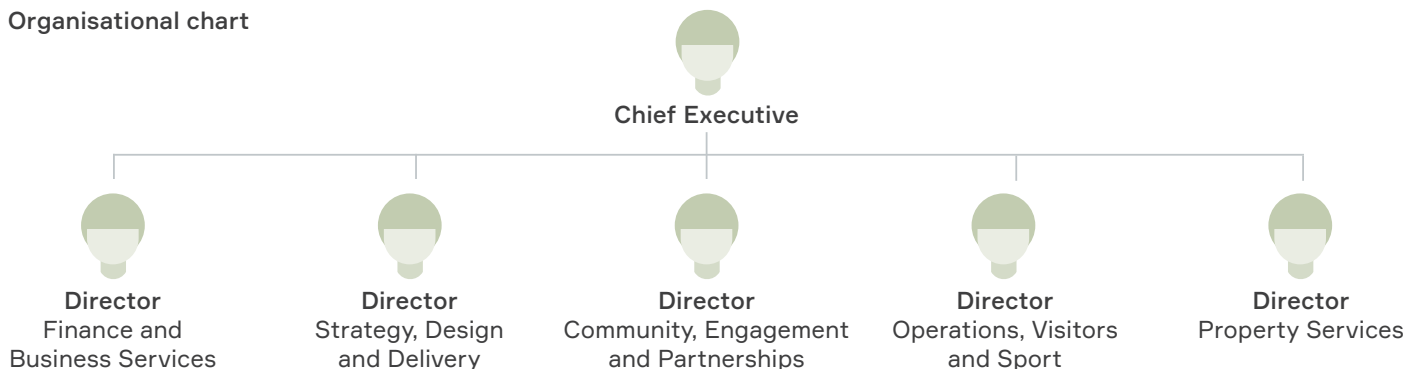 Organisational chart
Chief Executive
Director
Finance and
Business Services
Director
Strategy, Design
and Delivery
Director
Community, Engagement
and Partnerships
Director
Operations, Visitors
and Sport
Director
Property Services